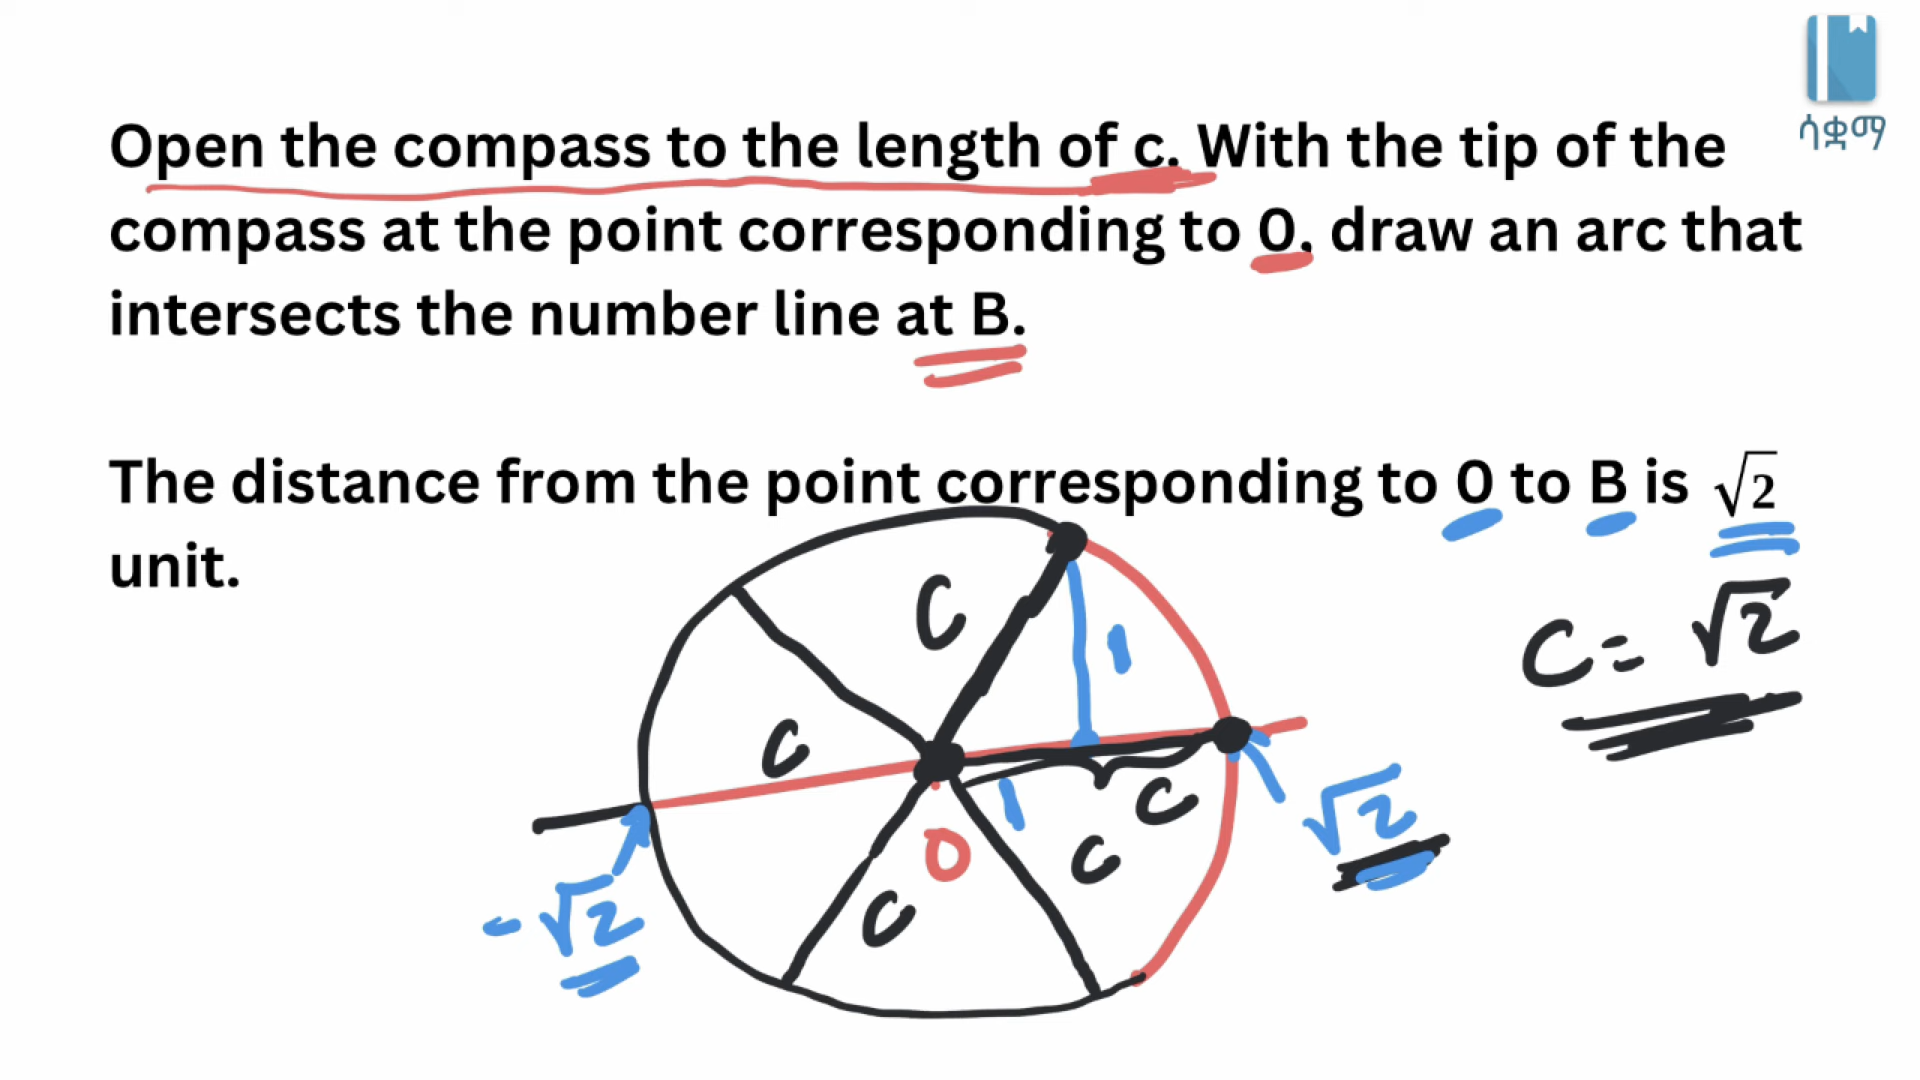 ሳቋማ
Open the compass to the length of c. With the tip of the
compass at the point corresponding to 0, draw an arc that
intersects the number line at B.
The distance from the point corresponding to 0 to B is √2
unit.
C
1
C = √2
C
C
1
C
√2
0
C
C
-√2